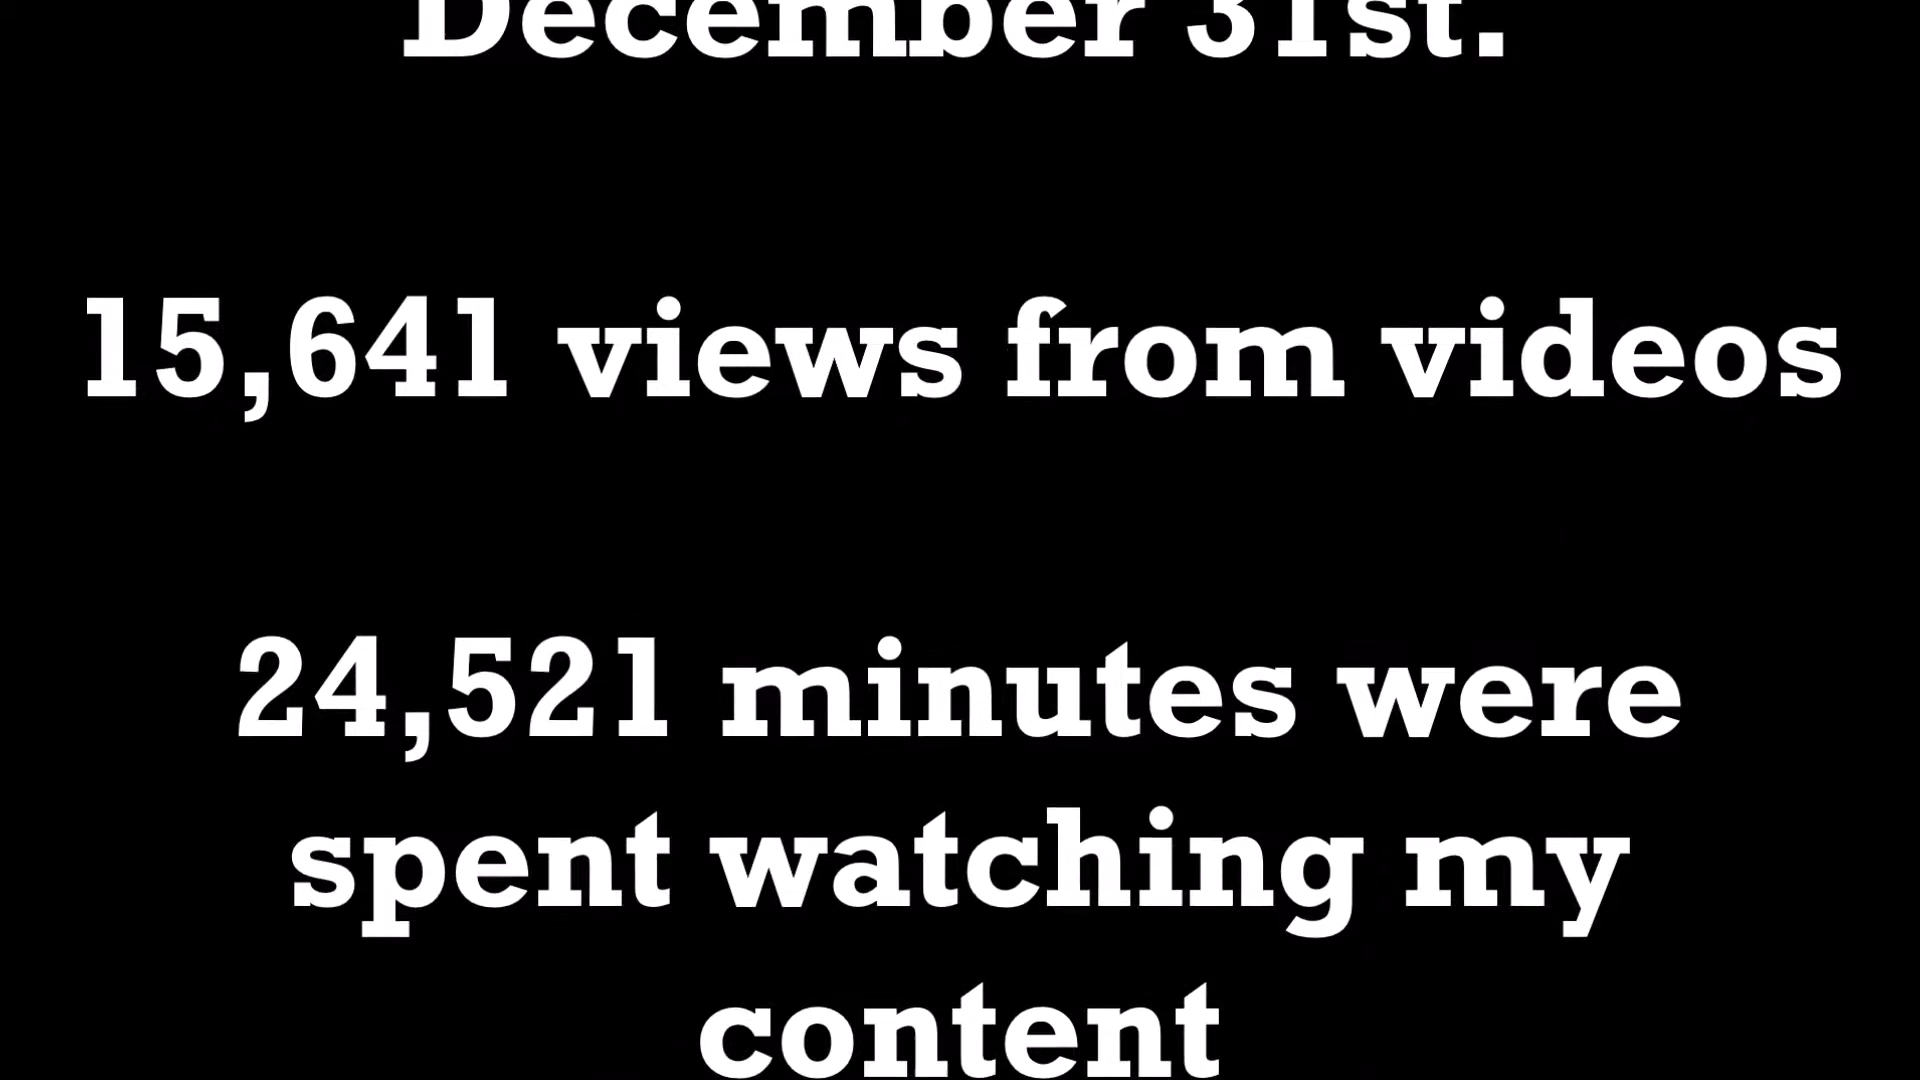 December 31st.
15,641 views from videos
24,521 minutes were
spent watching my
content